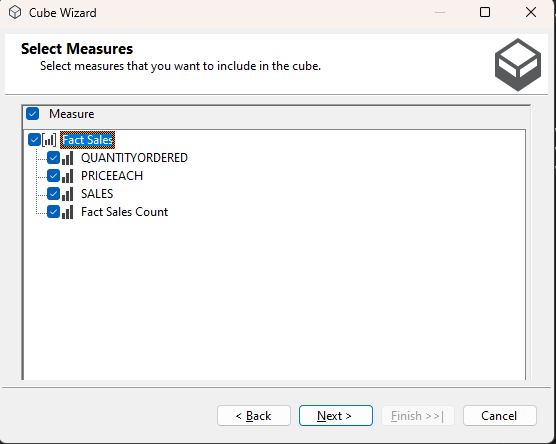 Cube Wizard
Select Measures
Select measures that you want to include in the cube.
Measure
Fact Sales
QUANTITYORDERED
PRICEEACH
SALES
Fact Sales Count
< Back
Next >
Finish >>|
Cancel